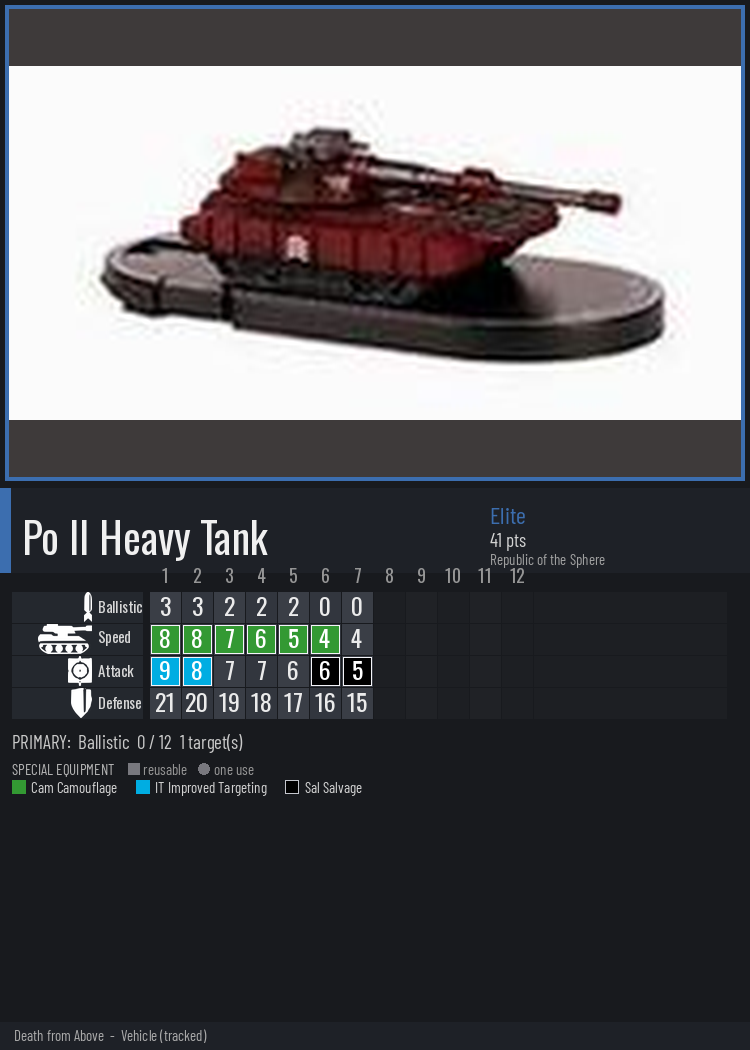 Po II Heavy Tank
Elite
41 pts
Republic of the Sphere
1 2 3 4 5 6 7 8 9 10 11 12
Ballistic 3 3 2 2 2 0 0
Speed 8 8 7 6 5 4 4
Attack 9 8 7 7 6 6 5
Defense 21 20 19 18 17 16 15
PRIMARY: Ballistic 0 / 12 1 target(s)
SPECIAL EQUIPMENT reusable one use
Cam Camouflage IT Improved Targeting Sal Salvage
Death from Above - Vehicle (tracked)